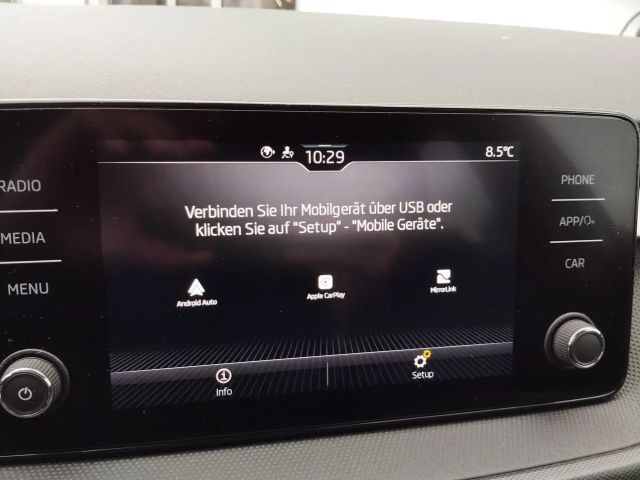 10:29
8.5°C
RADIO
MEDIA
MENU
Verbinden Sie Ihr Mobilgerät über USB oder
klicken Sie auf "Setup" - "Mobile Geräte".
Android Auto
Apple CarPlay
MirrorLink
Info
Setup
PHONE
APP/
CAR